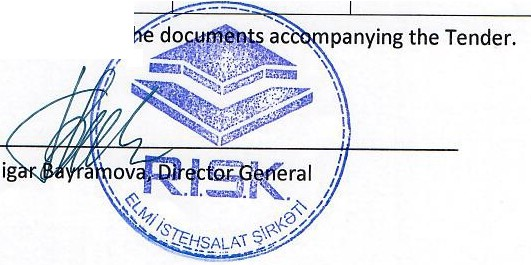 he documents accompanying the Tender.
igar Bayramova, Director General
R.I.S.K.
ELMİ İSTEHSALAT ŞİRKƏTİ